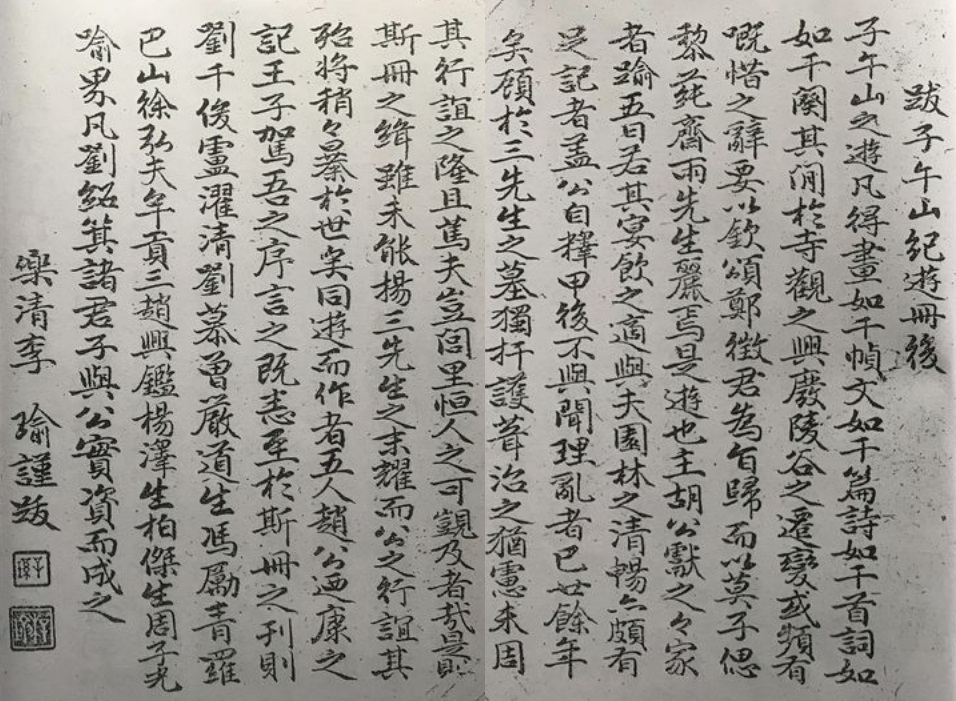 跋子午山紀遊冊後
子午山之遊凡得畫如干幀文如干篇詩如干首詞如
如干闋其間於寺觀之興廢陵谷之遷變或頗有
嘅惜之辭要以欽頌鄭徵君為自歸而以莫子偲
黎蒓齋兩先生麗焉是遊也主胡公獻之々家
者踰五日若其宴飲之適與夫園林之清暢亦頗有
足記者蓋公自釋甲後不與聞理亂者已世餘年
矣顧於三先生之墓獨扞護葺治之猶憲未周
其行誼之隆且篤夫豈閭里恒人之可覬及者哉是則
斯冊之緝雖未能揚三先生之末耀而公之行誼其
殆將稍々暴於世矣同遊而作者五人趙公迺康之
記王子駕吾之序言之既悉至於斯冊之刊則
劉千俊盧濯清劉慕曾嚴道生馮勵青羅
巴山徐弘夫牟貢三趙興鑑楊澤生柏傑生周子光
喻界凡劉紹箕諸君子與公實資而成之
樂清李 瑜謹跋